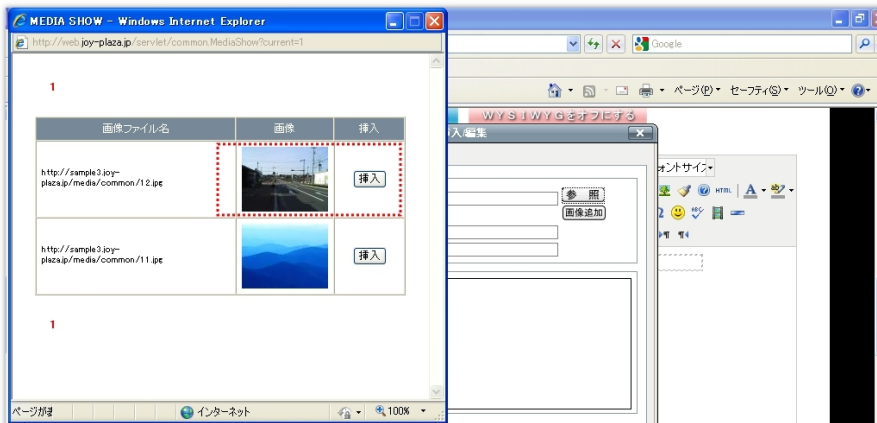 MEDIA SHOW - Windows Internet Explorer
http://web.joy-plaza.jp/servlet/common.MediaShow?current=1
1
画像ファイル名 画像 挿入
http://sample3.joy-
plaza.jp/media/common/12.jpg
挿入
http://sample3.joy-
plaza.jp/media/common/11.jpg
挿入
1
インターネット
100%
Google
ページ(P) セーフティ(S) ツール(O)
WYSIWYGをオフにする
入/編集
参 照
画像追加
ォントサイズ
HTML